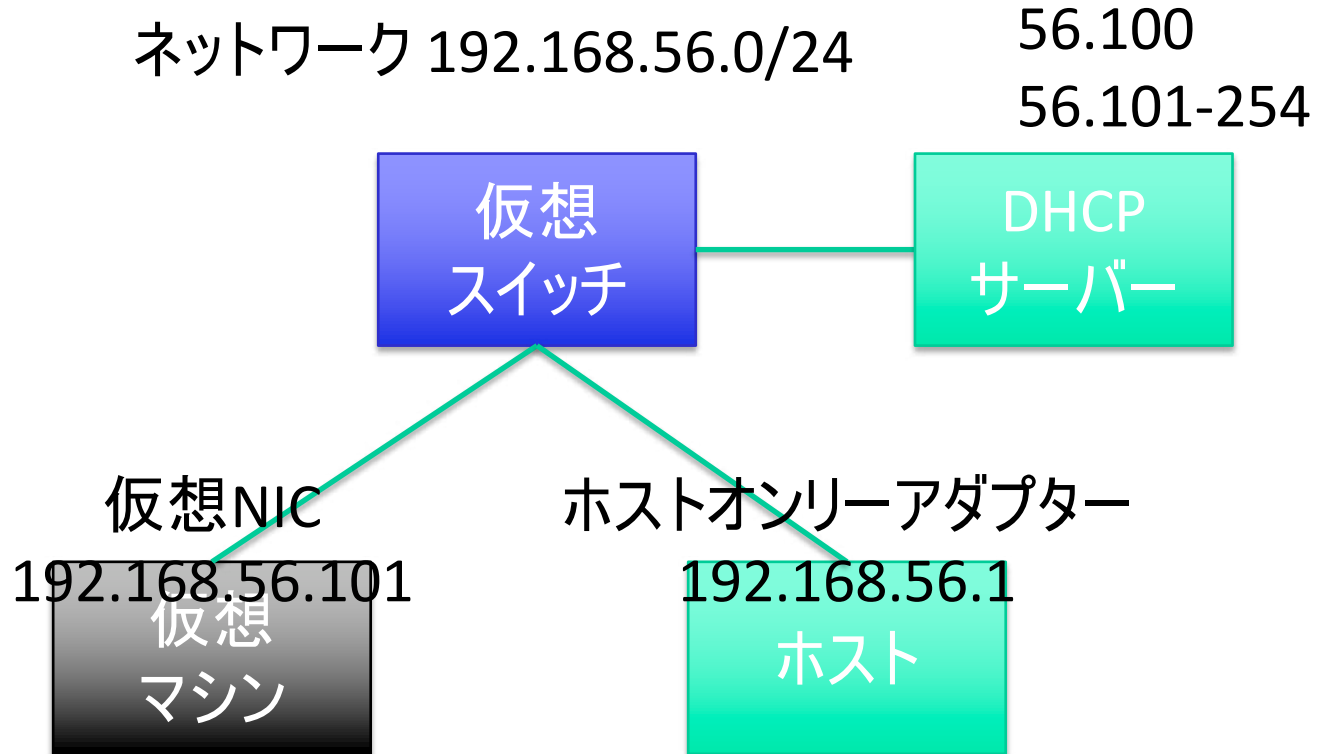 ネットワーク 192.168.56.0/24
56.100
56.101-254
仮想
スイッチ
DHCP
サーバー
仮想NIC
192.168.56.101
仮想
マシン
ホストオンリーアダプター
192.168.56.1
ホスト